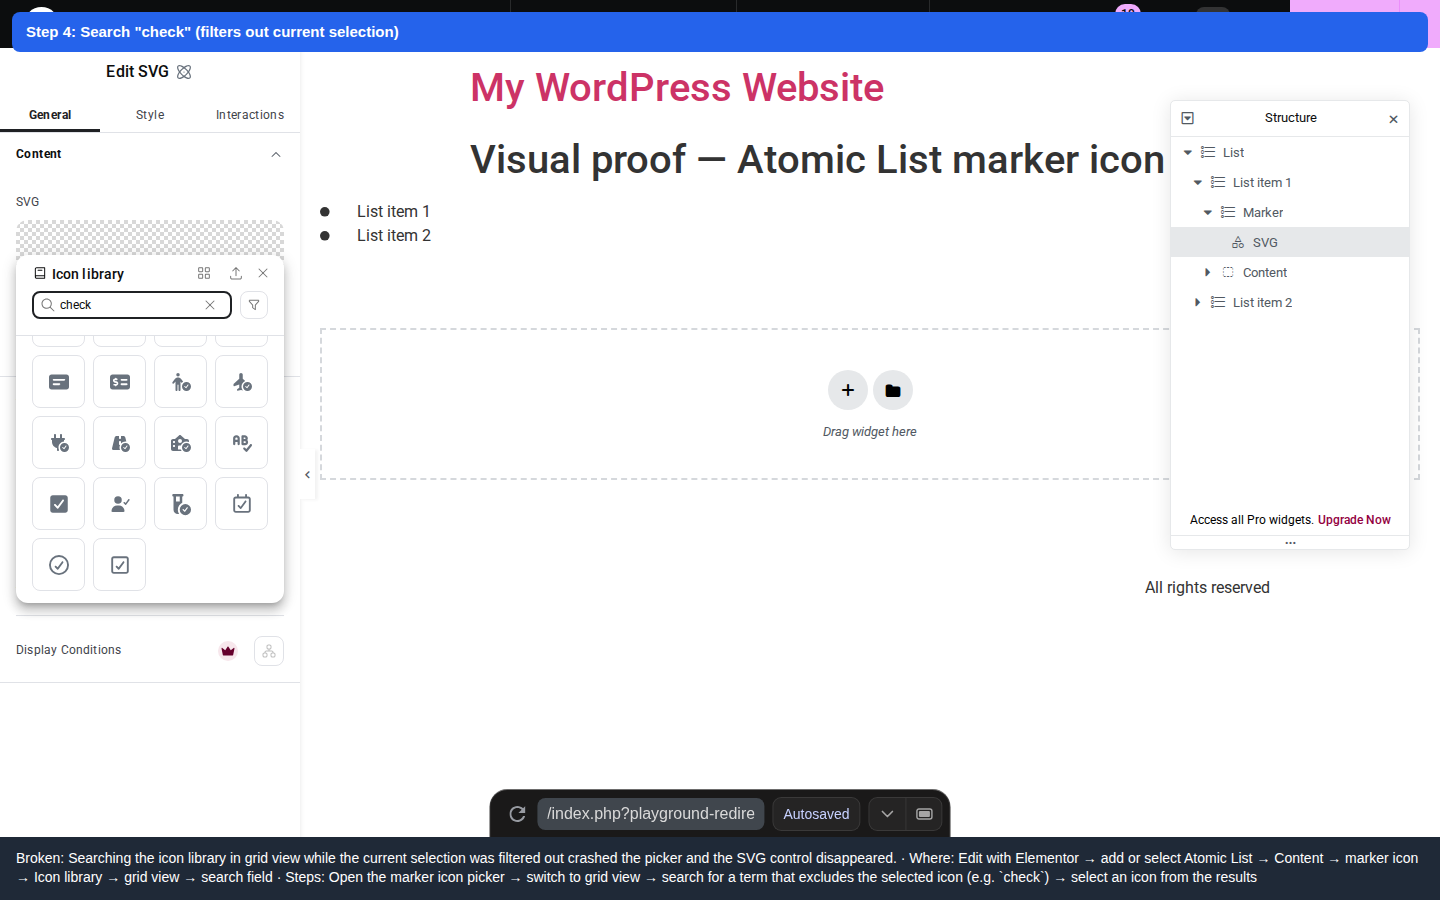 Step 4: Search "check" (filters out current selection)
Edit SVG
General
Style
Interactions
Content
SVG
Icon library
check
Display Conditions
My WordPress Website
Visual proof — Atomic List marker icon
List item 1
List item 2
Drag widget here
All rights reserved
Structure
List
List item 1
Marker
SVG
Content
List item 2
Access all Pro widgets. Upgrade Now
/index.php?playground-redire
Autosaved
Broken: Searching the icon library in grid view while the current selection was filtered out crashed the picker and the SVG control disappeared. · Where: Edit with Elementor → add or select Atomic List → Content → marker icon
→ Icon library → grid view → search field · Steps: Open the marker icon picker → switch to grid view → search for a term that excludes the selected icon (e.g. `check`) → select an icon from the results